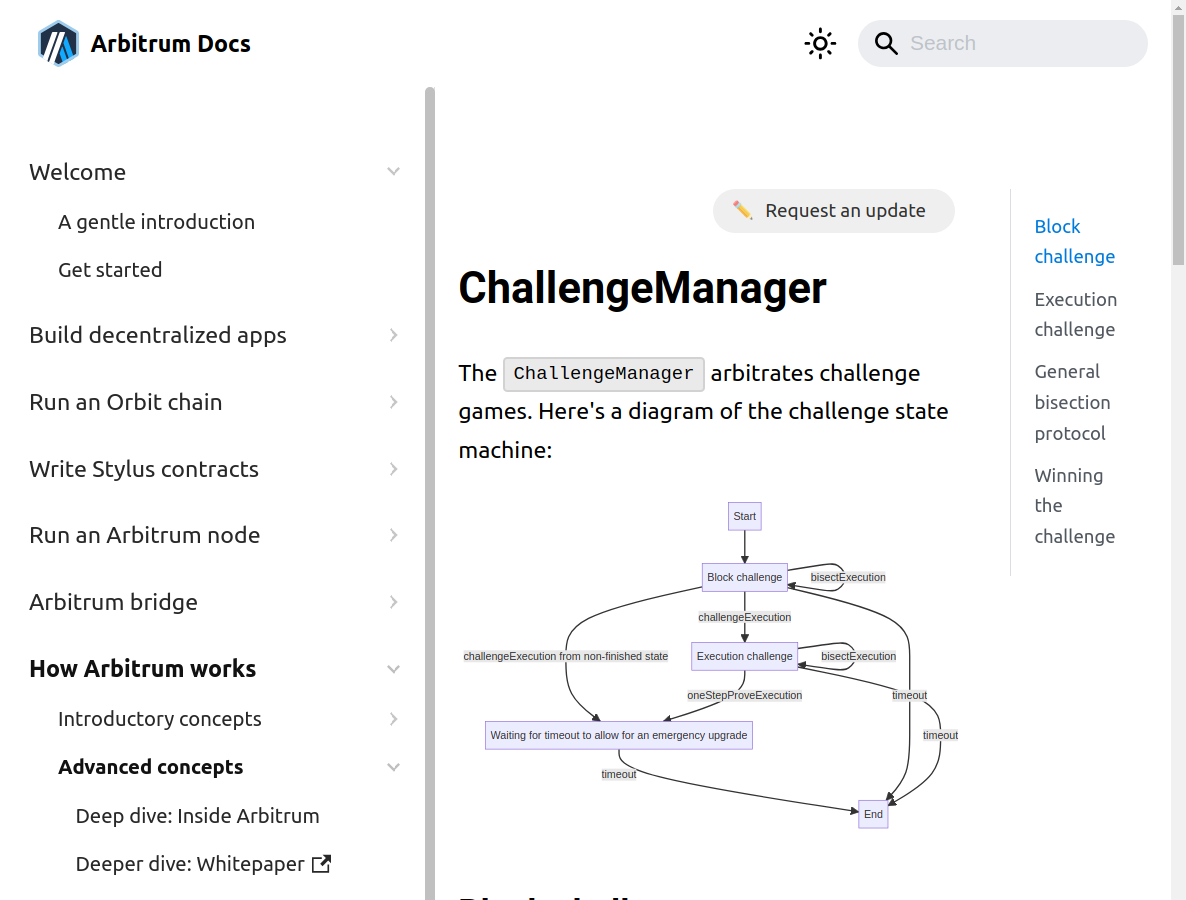 Arbitrum Docs
Search
Welcome
A gentle introduction
Get started
Build decentralized apps
Run an Orbit chain
Write Stylus contracts
Run an Arbitrum node
Arbitrum bridge
How Arbitrum works
Introductory concepts
Advanced concepts
Deep dive: Inside Arbitrum
Deeper dive: Whitepaper
Request an update
ChallengeManager
The ChallengeManager arbitrates challenge
games. Here's a diagram of the challenge state
machine:
Start
Block challenge
bisectExecution
challengeExecution
challengeExecution from non-finished state
Execution challenge
bisectExecution
oneStepProveExecution
timeout
Waiting for timeout to allow for an emergency upgrade
timeout
timeout
End
Block
challenge
Execution
challenge
General
bisection
protocol
Winning
the
challenge